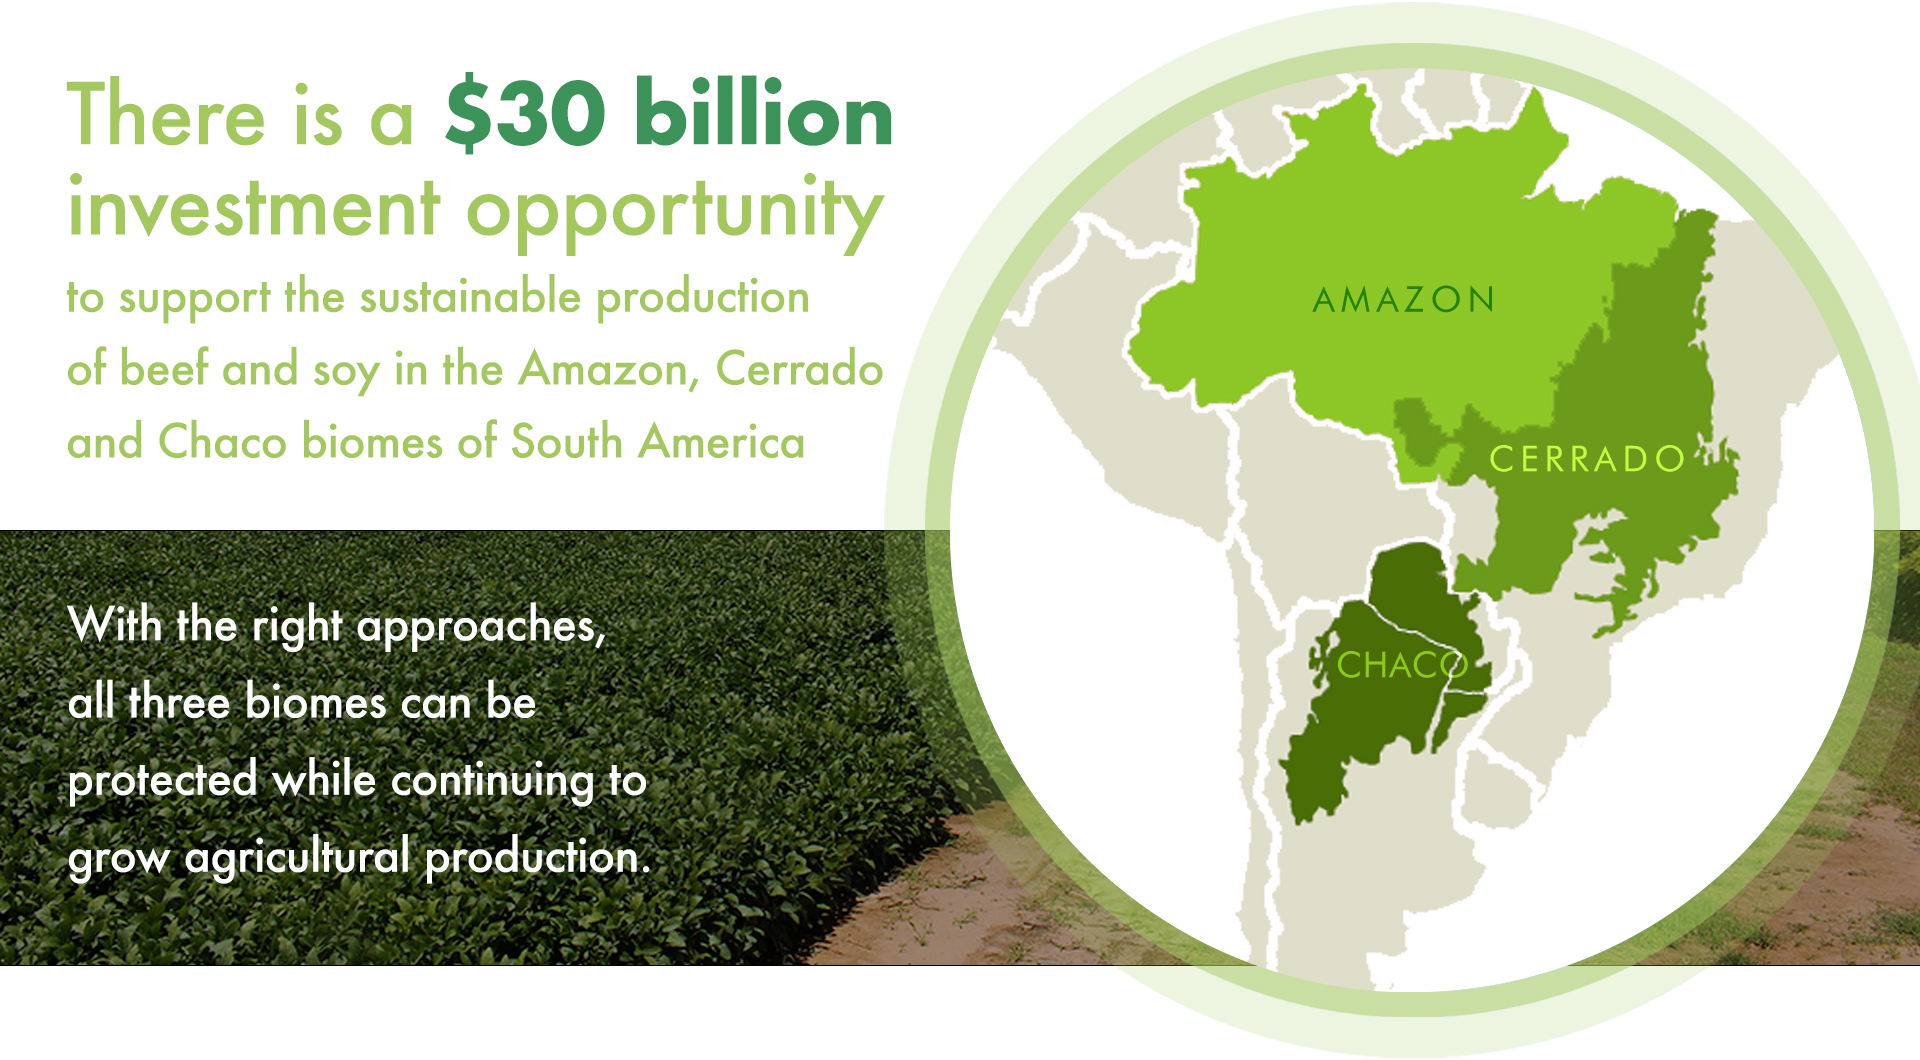 There is a $30 billion
investment opportunity
to support the sustainable production
of beef and soy in the Amazon, Cerrado
and Chaco biomes of South America
With the right approaches,
all three biomes can be
protected while continuing to
grow agricultural production.
AMAZON
CERRADO
CHACO